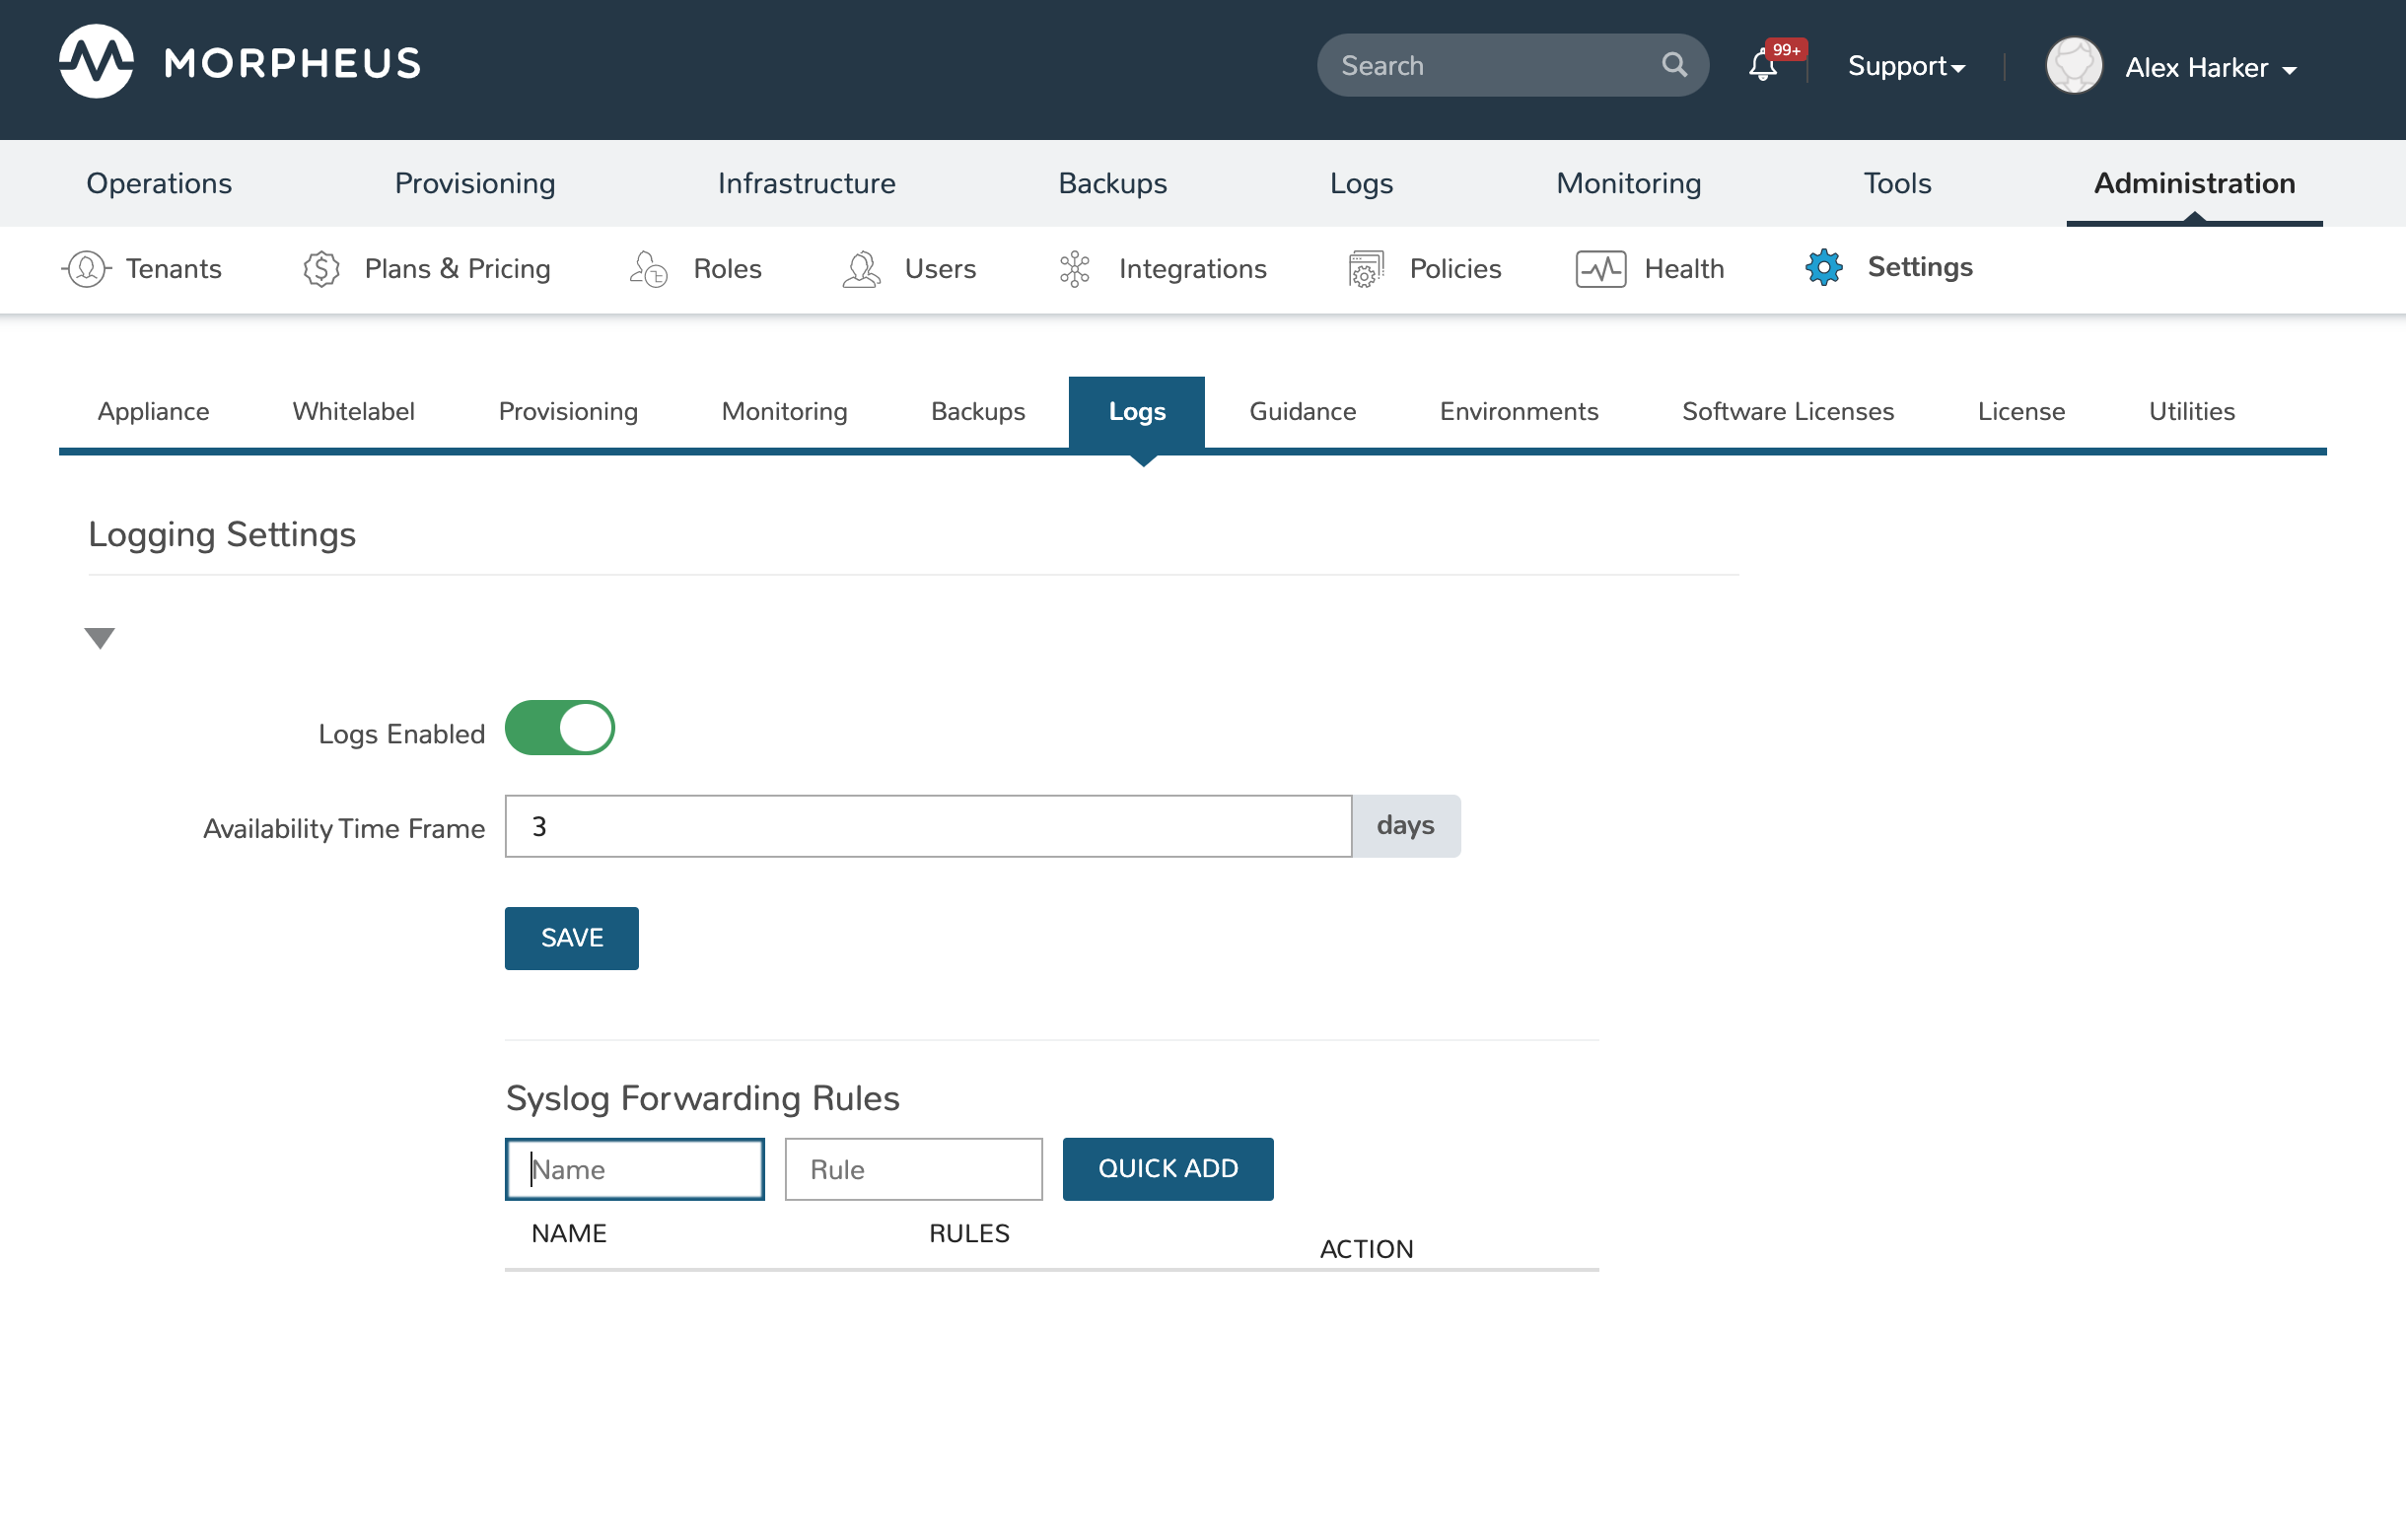 MORPHEUS
Search
99+
Support
Alex Harker
Operations Provisioning Infrastructure Backups Logs Monitoring Tools Administration
Tenants Plans & Pricing Roles Users Integrations Policies Health Settings
Appliance Whitelabel Provisioning Monitoring Backups Logs Guidance Environments Software Licenses License Utilities
Logging Settings
Logs Enabled
Availability Time Frame 3 days
SAVE
Syslog Forwarding Rules
Name Rule QUICK ADD
NAME RULES ACTION